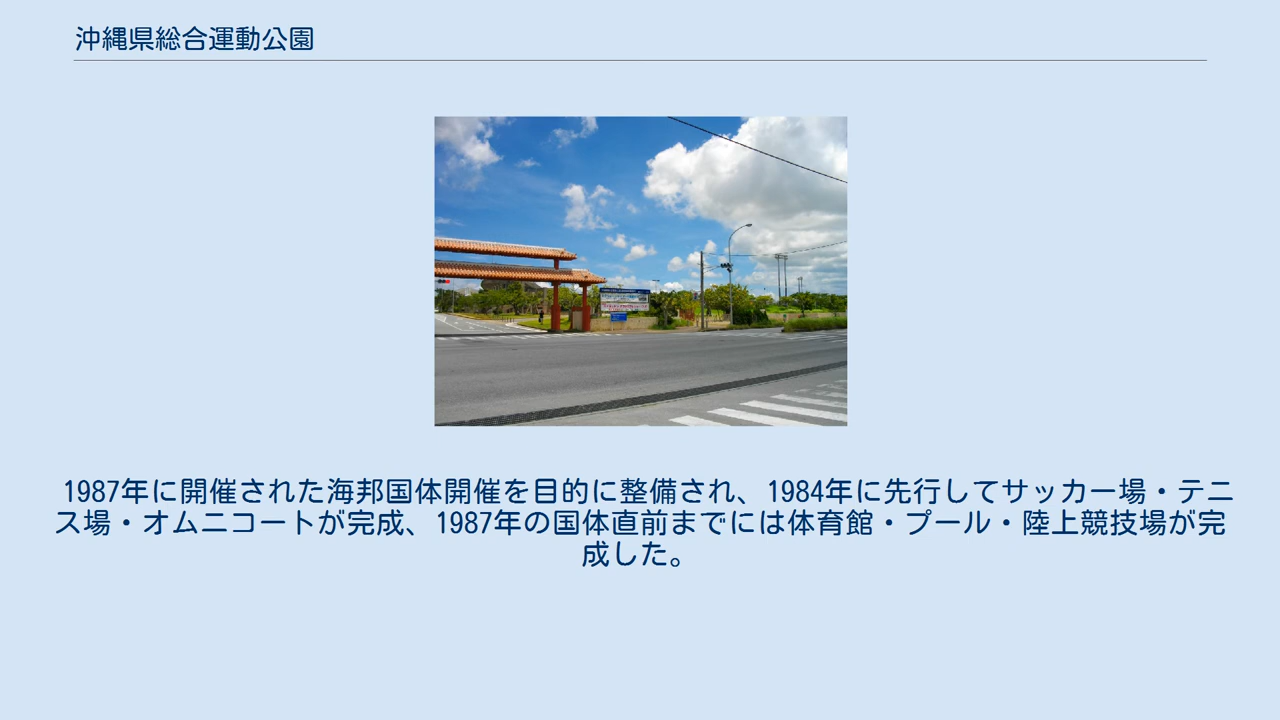 沖縄県総合運動公園
1987年に開催された海邦国体開催を目的に整備され、1984年に先行してサッカー場・テニ
ス場・オムニコートが完成、1987年の国体直前までには体育館・プール・陸上競技場が完
成した。